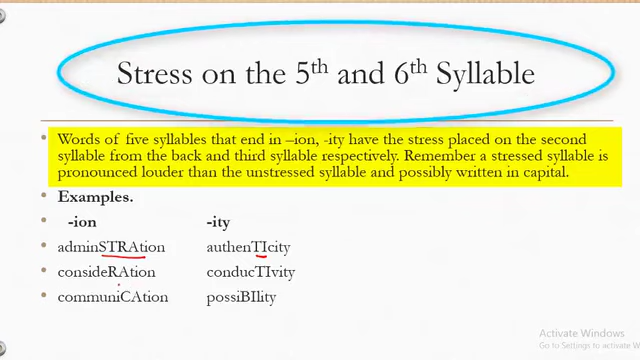 Stress on the 5th and 6th Syllable
• Words of five syllables that end in –ion, -ity have the stress placed on the second
syllable from the back and third syllable respectively. Remember a stressed syllable is
pronounced louder than the unstressed syllable and possibly written in capital.
• Examples.
• -ion -ity
• adminSTRAtion authenTIcity
• consideRAtion conducTIvity
• communiCAtion possiBIlity
Activate Windows
Go to Settings to activate W